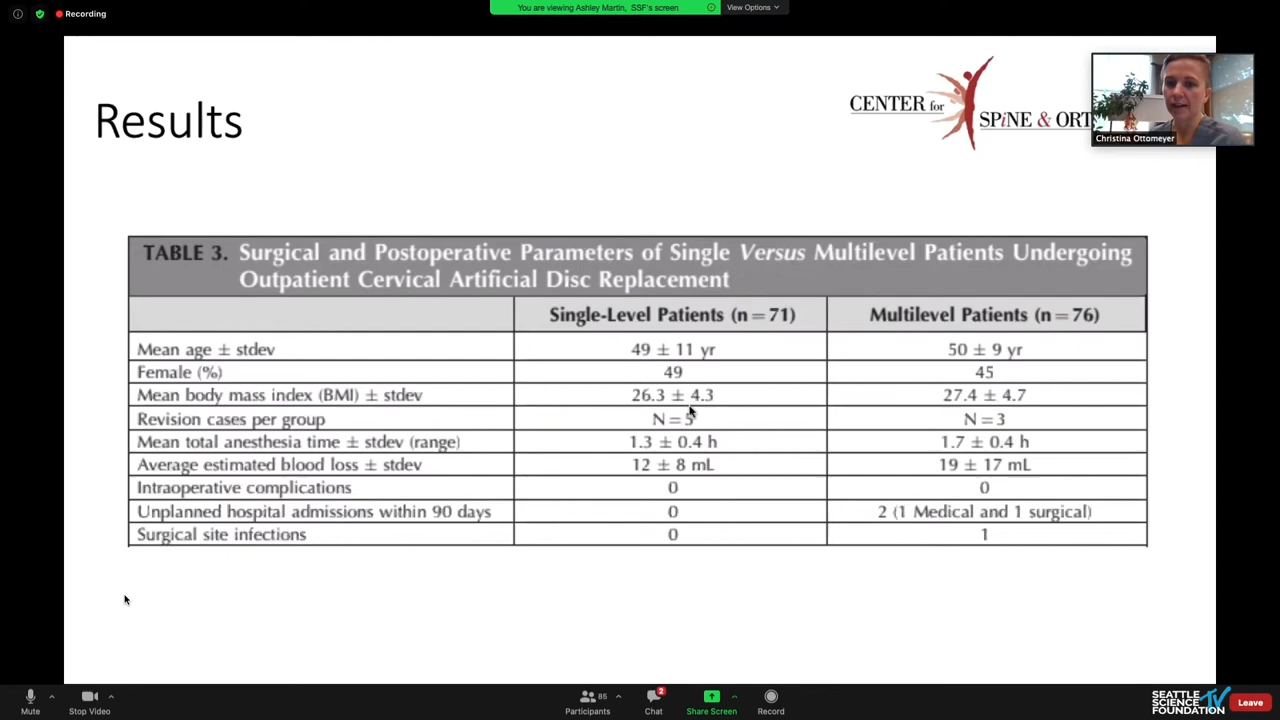 Recording
You are viewing Ashley Martin, SSF's screen
View Options
Results
CENTER for
SPiNE & ORT
Christina Ottomeyer
TABLE 3. Surgical and Postoperative Parameters of Single Versus Multilevel Patients Undergoing
Outpatient Cervical Artificial Disc Replacement
Single-Level Patients (n = 71) Multilevel Patients (n = 76)
Mean age ± stdev 49 ± 11 yr 50 ± 9 yr
Female (%) 49 45
Mean body mass index (BMI) ± stdev 26.3 ± 4.3 27.4 ± 4.7
Revision cases per group N = 5 N = 3
Mean total anesthesia time ± stdev (range) 1.3 ± 0.4 h 1.7 ± 0.4 h
Average estimated blood loss ± stdev 12 ± 8 mL 19 ± 17 mL
Intraoperative complications 0 0
Unplanned hospital admissions within 90 days 0 2 (1 Medical and 1 surgical)
Surgical site infections 0 1
Mute
Stop Video
85
Participants
2
Chat
Share Screen
Record
SEATTLE
SCIENCE
FOUNDATION
TV
Leave